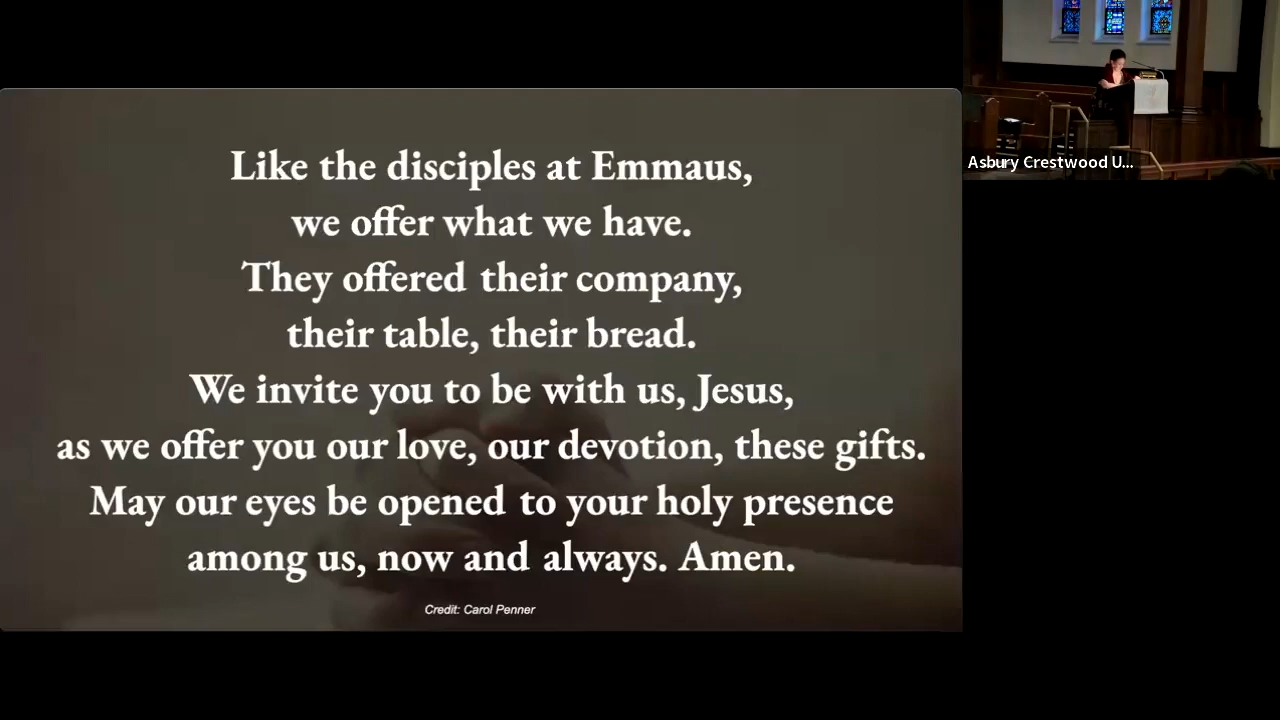 Like the disciples at Emmaus,
we offer what we have.
They offered their company,
their table, their bread.
We invite you to be with us, Jesus,
as we offer you our love, our devotion, these gifts.
May our eyes be opened to your holy presence
among us, now and always. Amen.
Credit: Carol Penner
Asbury Crestwood U...